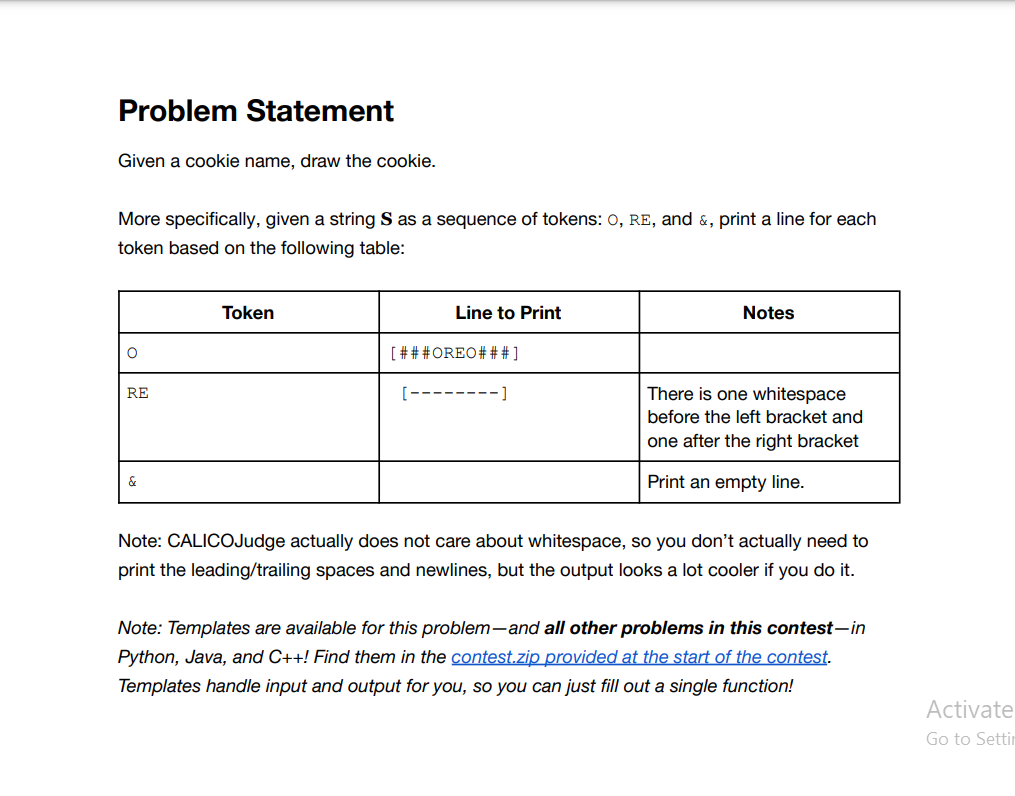 Problem Statement
Given a cookie name, draw the cookie.
More specifically, given a string S as a sequence of tokens: O, RE, and &, print a line for each
token based on the following table:
Token Line to Print Notes
O [###OREO###]
RE [--------] There is one whitespace
before the left bracket and
one after the right bracket
& Print an empty line.
Note: CALICOJudge actually does not care about whitespace, so you don’t actually need to
print the leading/trailing spaces and newlines, but the output looks a lot cooler if you do it.
Note: Templates are available for this problem—and all other problems in this contest—in
Python, Java, and C++! Find them in the contest.zip provided at the start of the contest.
Templates handle input and output for you, so you can just fill out a single function!
Activate
Go to Settin